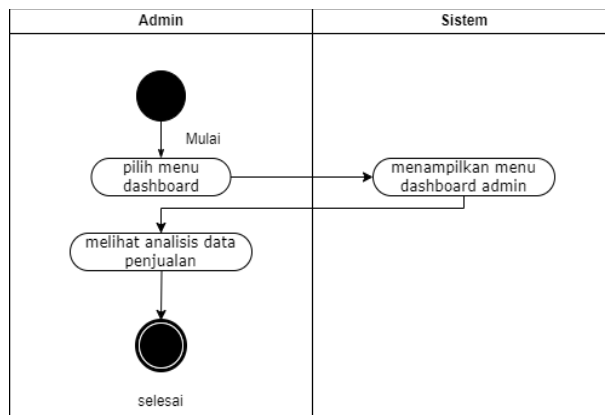 Admin
Sistem
Mulai
pilih menu
dashboard
menampilkan menu
dashboard admin
melihat analisis data
penjualan
selesai